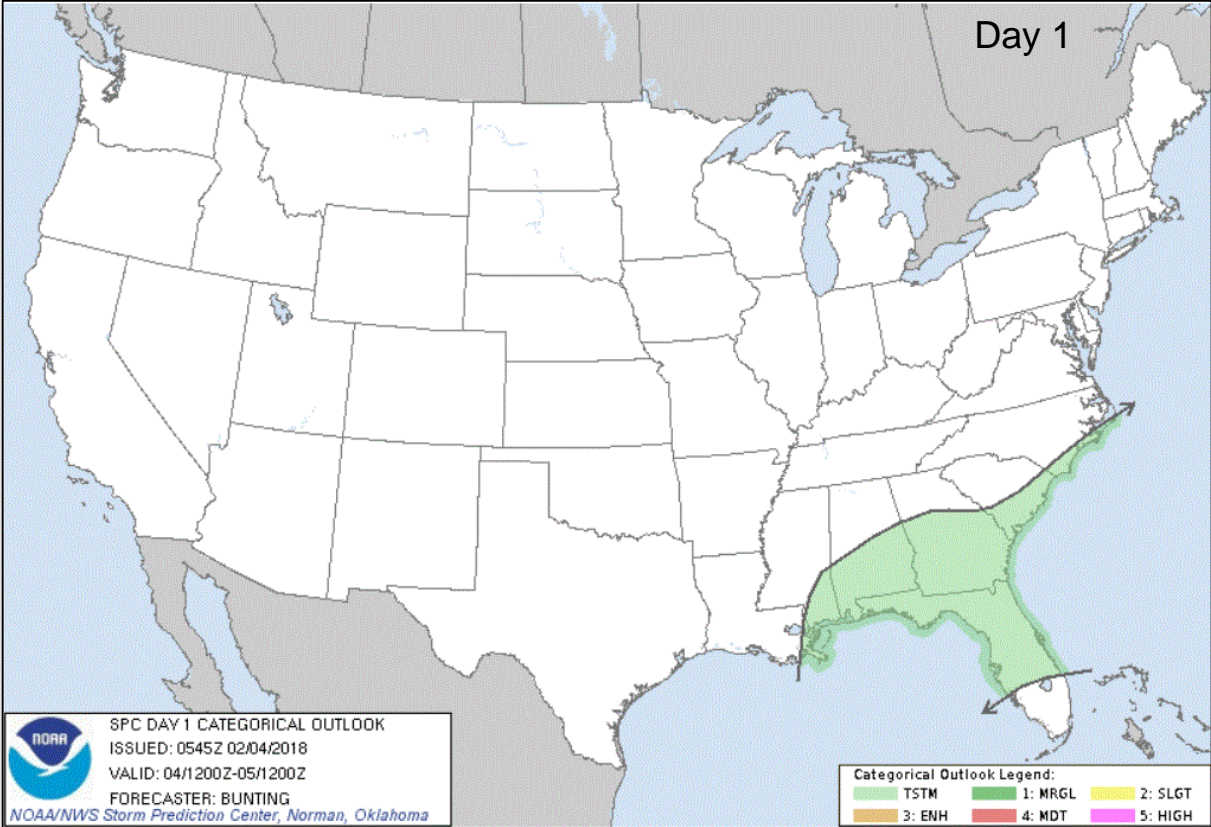 Day 1
NOAA
SPC DAY 1 CATEGORICAL OUTLOOK
ISSUED: 0545Z 02/04/2018
VALID: 04/1200Z-05/1200Z
FORECASTER: BUNTING
NOAA/NWS Storm Prediction Center, Norman, Oklahoma
Categorical Outlook Legend:
TSTM 1: MRGL 2: SLGT
3: ENH 4: MDT 5: HIGH